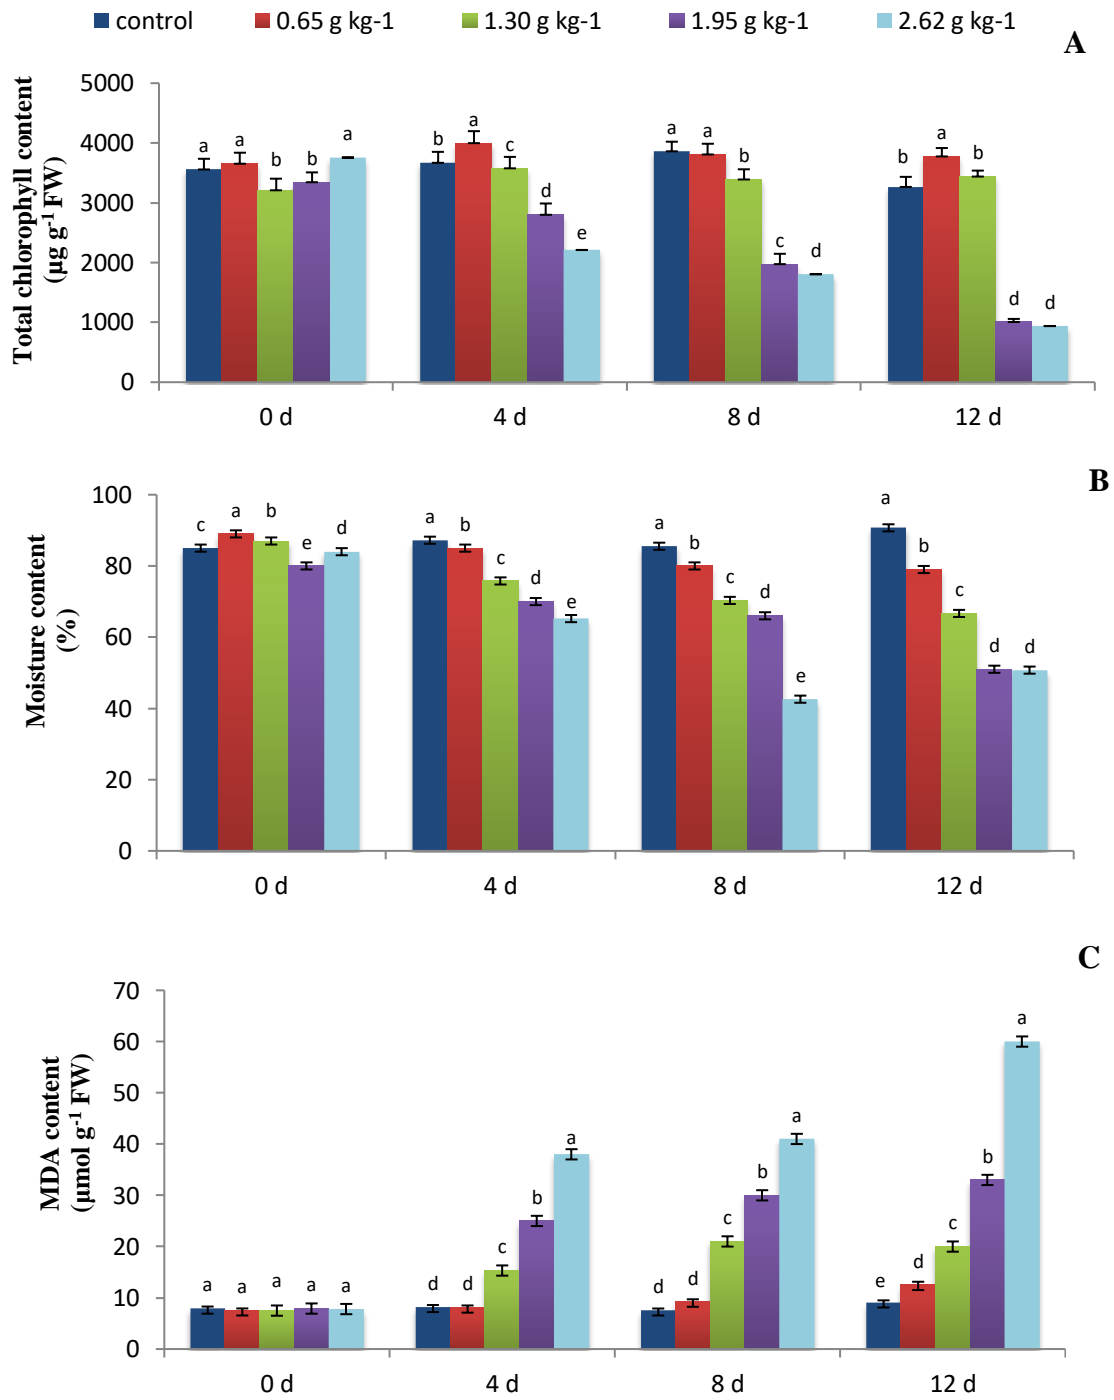 control 0.65 g kg-1 1.30 g kg-1 1.95 g kg-1 2.62 g kg-1
A
Total chlorophyll content
(µg g-1 FW)
5000
4000
3000
2000
1000
0
a a b b a
b a c d e
a a b c d
b a b d d
0 d 4 d 8 d 12 d
B
Moisture content
(%)
100
80
60
40
20
0
c a b e d
a b c d e
a b c d e
a b c d d
0 d 4 d 8 d 12 d
C
MDA content
(µmol g-1 FW)
70
60
50
40
30
20
10
0
a a a a a
d d c b a
d d c b a
e d c b a
0 d 4 d 8 d 12 d